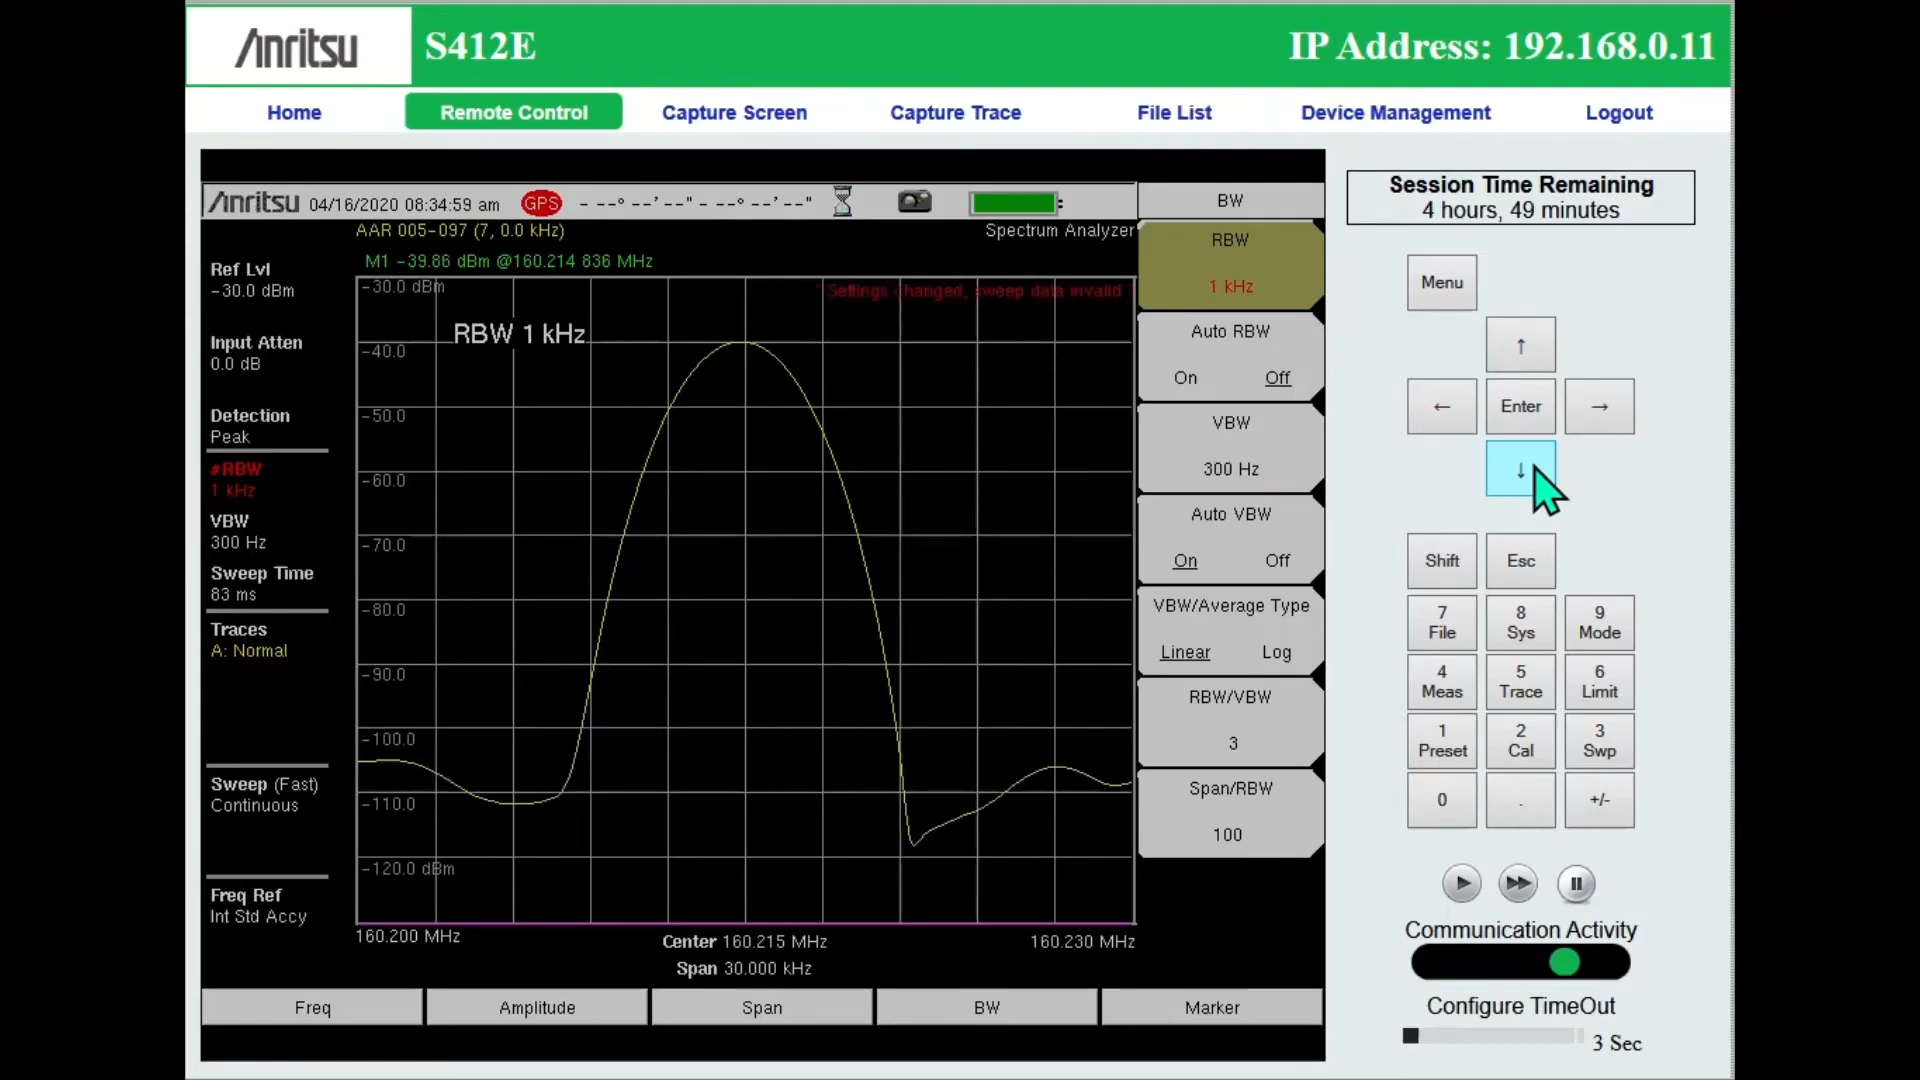 Anritsu
S412E
IP Address: 192.168.0.11
Home
Remote Control
Capture Screen
Capture Trace
File List
Device Management
Logout
Anritsu 04/16/2020 08:34:59 am
GPS
- --° --'--" - --° --'--"
AAR 005-097 (7, 0.0 kHz)
Spectrum Analyzer
M1 -39.86 dBm @160.214 836 MHz
Ref Lvl
-30.0 dBm
Input Atten
0.0 dB
Detection
Peak
#RBW
1 kHz
VBW
300 Hz
Sweep Time
83 ms
Traces
A: Normal
Sweep (Fast)
Continuous
Freq Ref
Int Std Accy
-30.0 dBm
Settings changed, sweep data invalid
RBW 1 kHz
-40.0
-50.0
-60.0
-70.0
-80.0
-90.0
-100.0
-110.0
-120.0 dBm
160.200 MHz
Center 160.215 MHz
160.230 MHz
Span 30.000 kHz
BW
RBW
1 kHz
Auto RBW
On Off
VBW
300 Hz
Auto VBW
On Off
VBW/Average Type
Linear Log
RBW/VBW
3
Span/RBW
100
Freq
Amplitude
Span
BW
Marker
Session Time Remaining
4 hours, 49 minutes
Menu
↑
← Enter →
↓
Shift Esc
7 8 9
File Sys Mode
4 5 6
Meas Trace Limit
1 2 3
Preset Cal Swp
0 . +/-
Communication Activity
Configure TimeOut
3 Sec